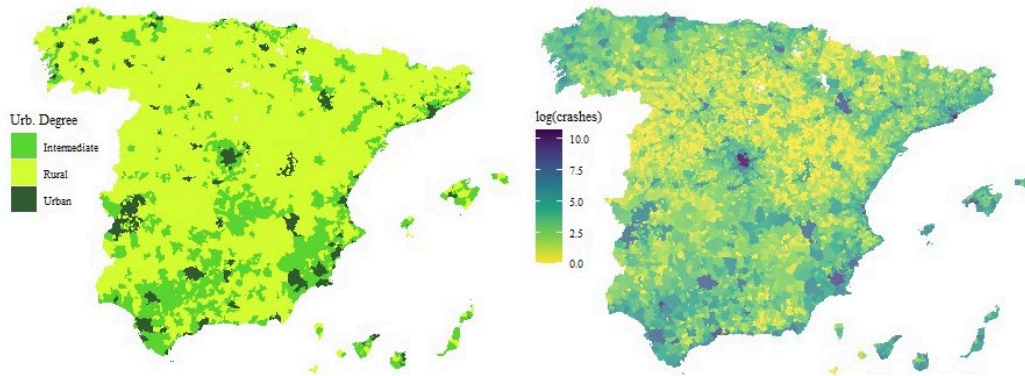 Urb. Degree
Intermediate
Rural
Urban
log(crashes)
10.0
7.5
5.0
2.5
0.0